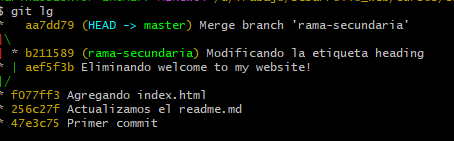 $ git lg
*   aa7dd79 (HEAD -> master) Merge branch 'rama-secundaria'
|\
| * b211589 (rama-secundaria) Modificando la etiqueta heading
* | aef5f3b Eliminando welcome to my website!
|/
* f077ff3 Agregando index.html
* 256c27f Actualizamos el readme.md
* 47e3c75 Primer commit